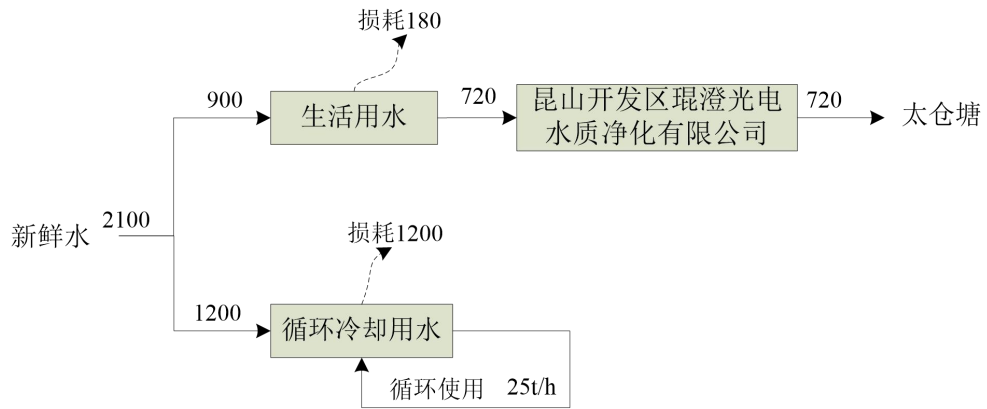 损耗180
900
生活用水
720
昆山开发区琨澄光电
水质净化有限公司
720
太仓塘
新鲜水
2100
损耗1200
1200
循环冷却用水
循环使用 25t/h